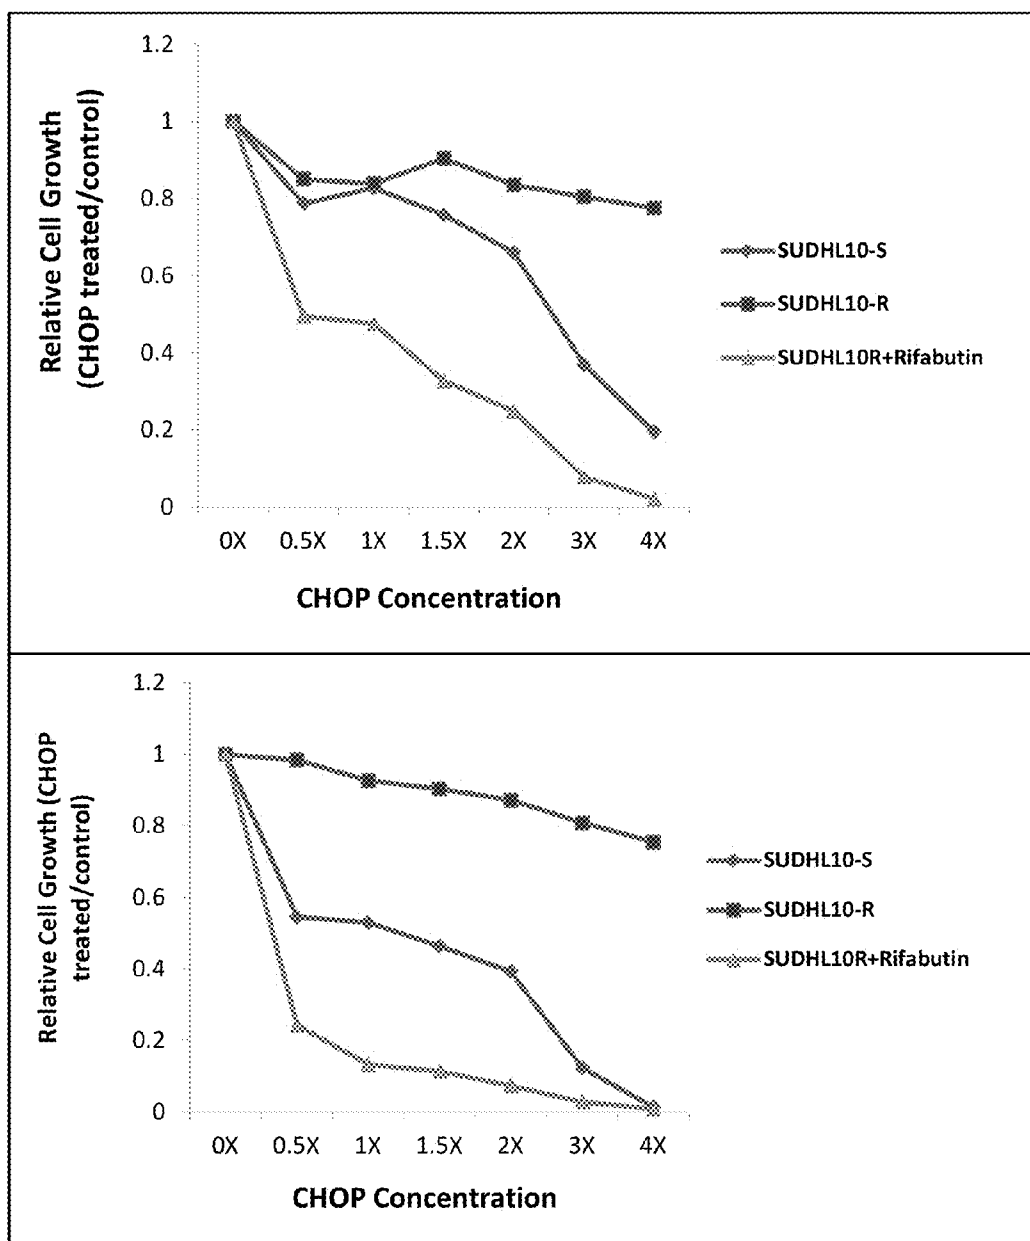 1.2
1
0.8
0.6
0.4
0.2
0
Relative Cell Growth
(CHOP treated/control)
0X 0.5X 1X 1.5X 2X 3X 4X
CHOP Concentration
SUDHL10-S
SUDHL10-R
SUDHL10R+Rifabutin
1.2
1
0.8
0.6
0.4
0.2
0
Relative Cell Growth (CHOP
treated/control)
0X 0.5X 1X 1.5X 2X 3X 4X
CHOP Concentration
SUDHL10-S
SUDHL10-R
SUDHL10R+Rifabutin